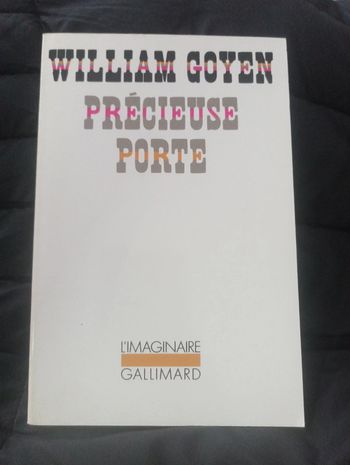 WILLIAM GOYEN
PRÉCIEUSE
PORTE
L'IMAGINAIRE
GALLIMARD